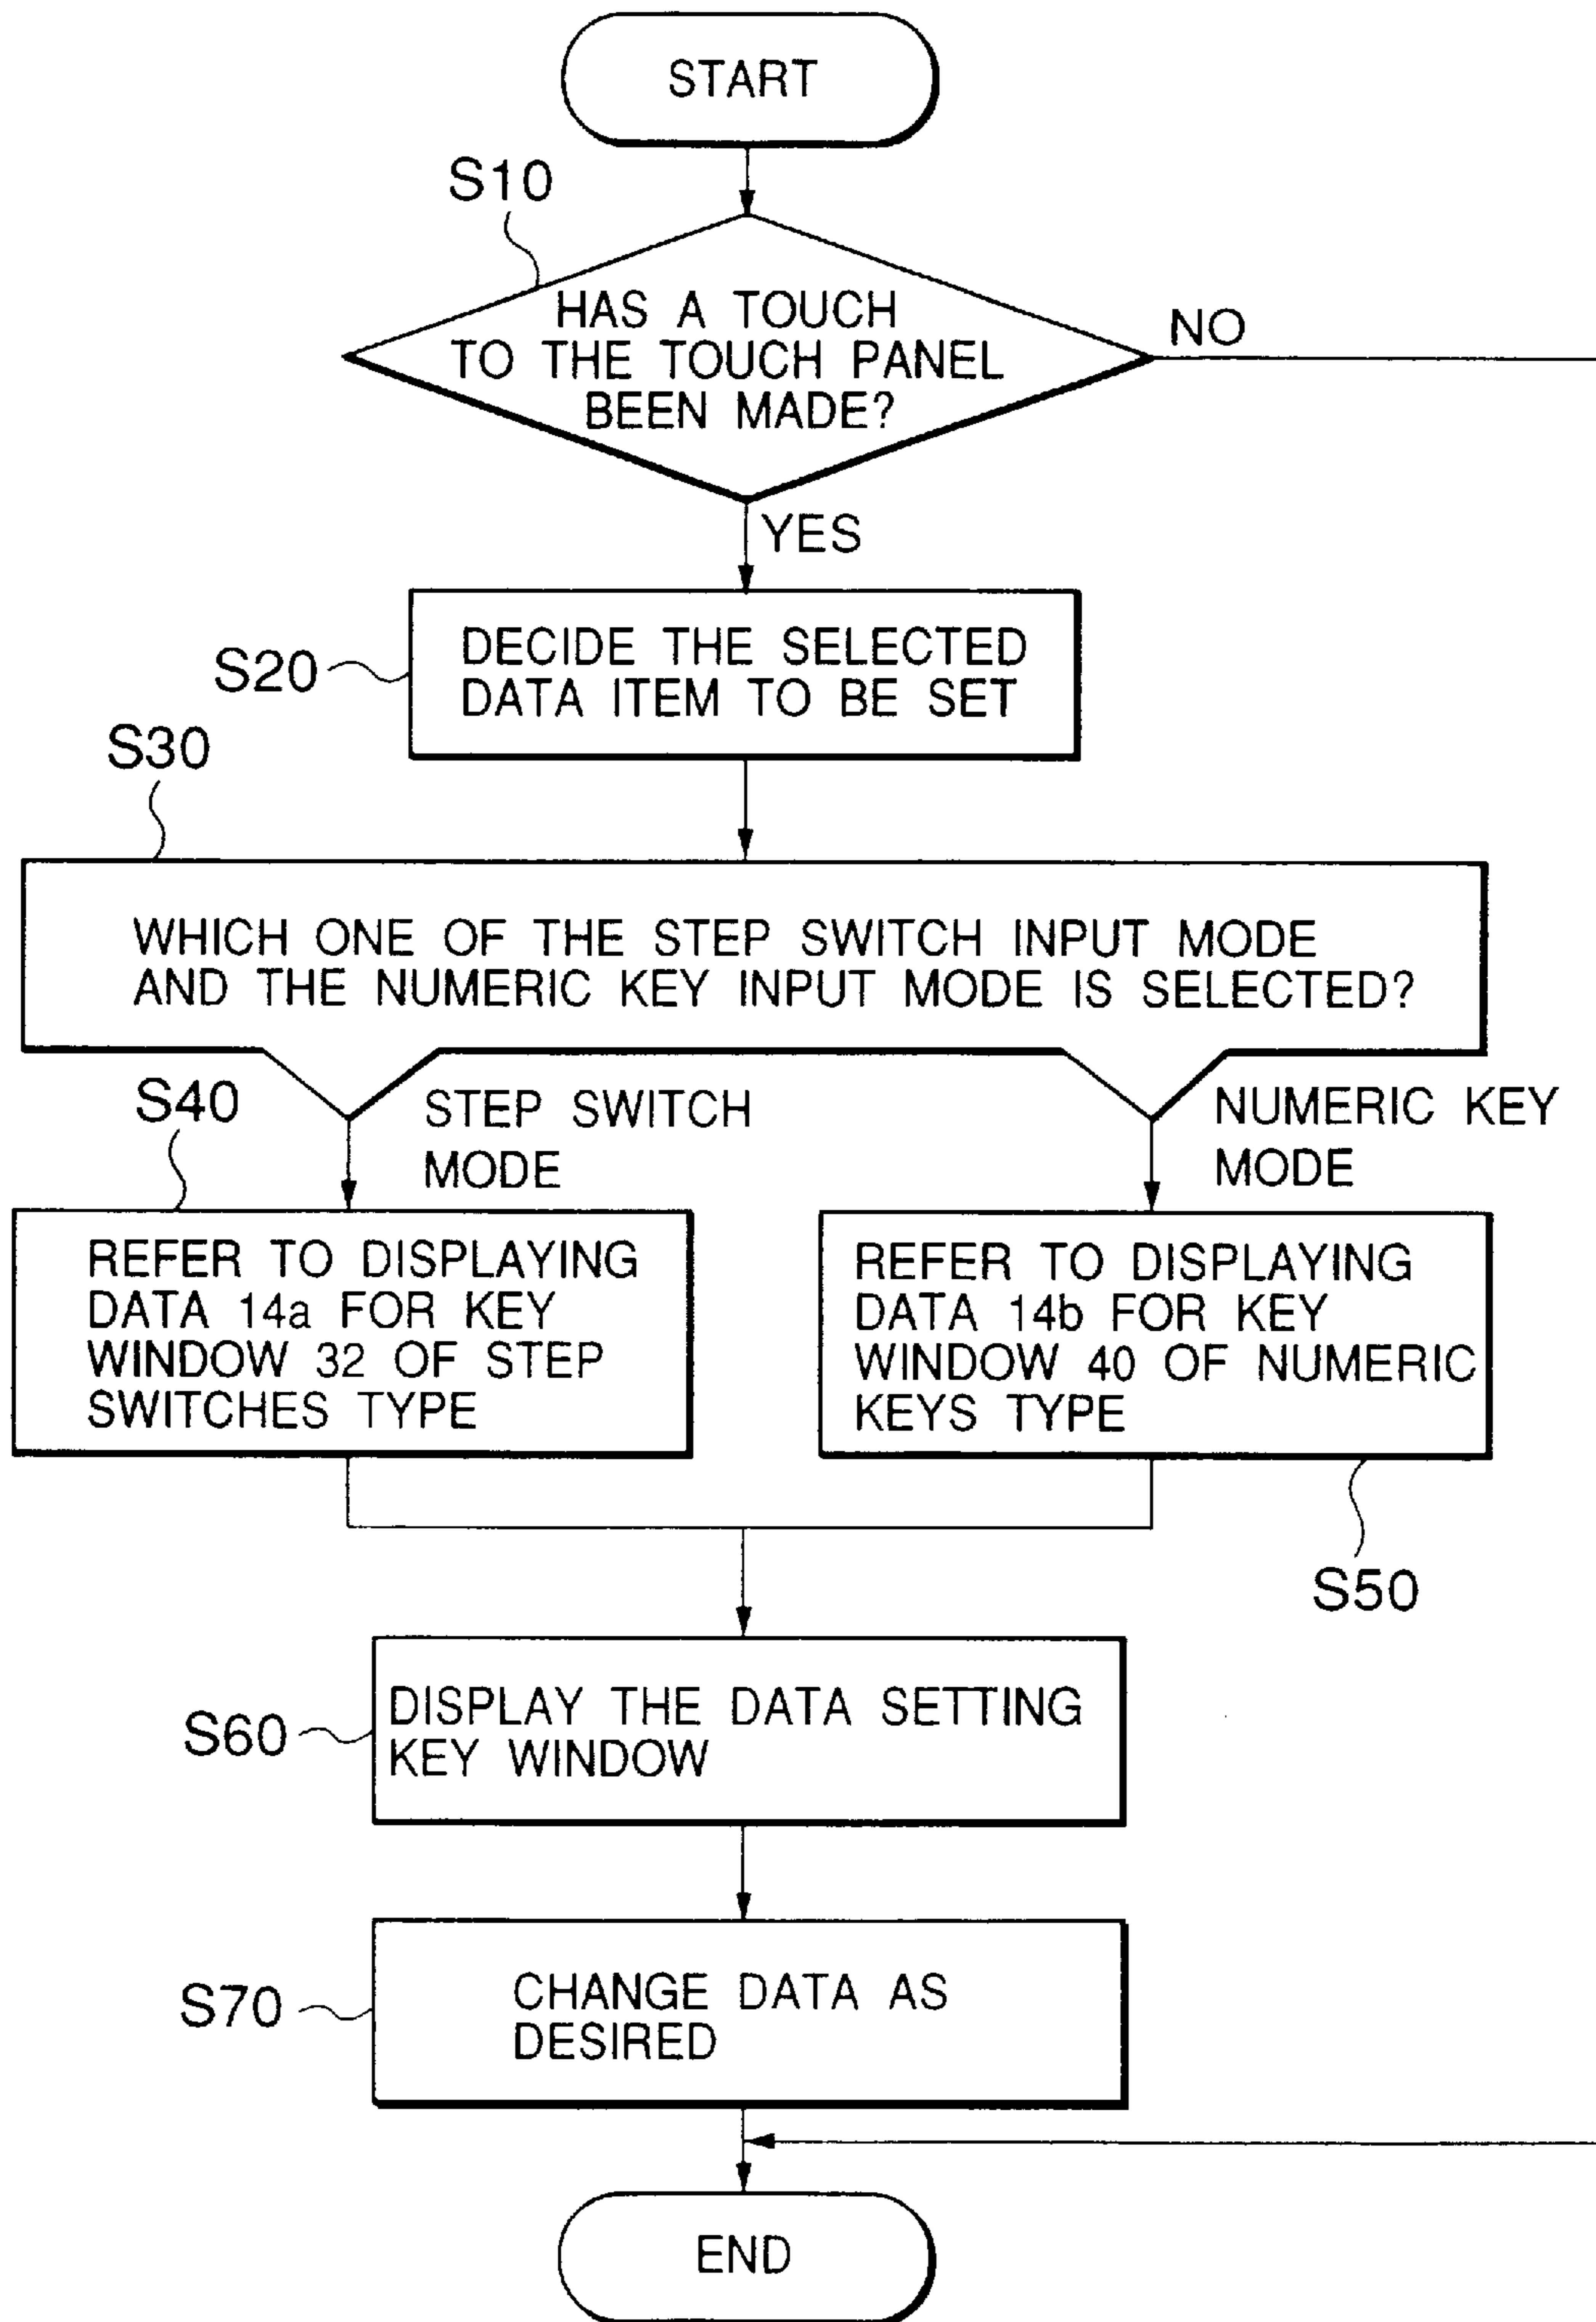 START
S10
HAS A TOUCH
TO THE TOUCH PANEL
BEEN MADE?
NO
YES
S20
DECIDE THE SELECTED
DATA ITEM TO BE SET
S30
WHICH ONE OF THE STEP SWITCH INPUT MODE
AND THE NUMERIC KEY INPUT MODE IS SELECTED?
S40
STEP SWITCH
MODE
NUMERIC KEY
MODE
REFER TO DISPLAYING
DATA 14a FOR KEY
WINDOW 32 OF STEP
SWITCHES TYPE
REFER TO DISPLAYING
DATA 14b FOR KEY
WINDOW 40 OF NUMERIC
KEYS TYPE
S50
S60
DISPLAY THE DATA SETTING
KEY WINDOW
S70
CHANGE DATA AS
DESIRED
END